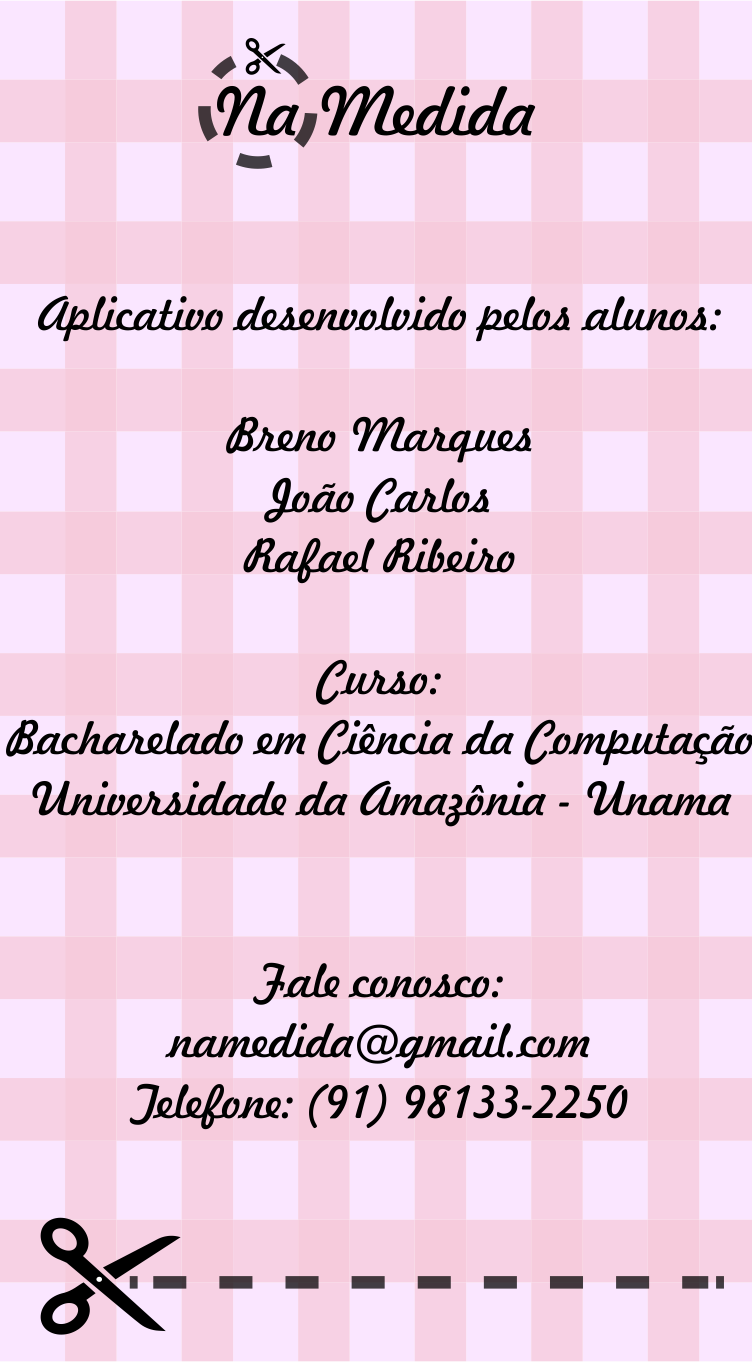 Na Medida
Aplicativo desenvolvido pelos alunos:
Breno Marques
João Carlos
Rafael Ribeiro
Curso:
Bacharelado em Ciência da Computação
Universidade da Amazônia - Unama
Fale conosco:
namedida@gmail.com
Telefone: (91) 98133-2250